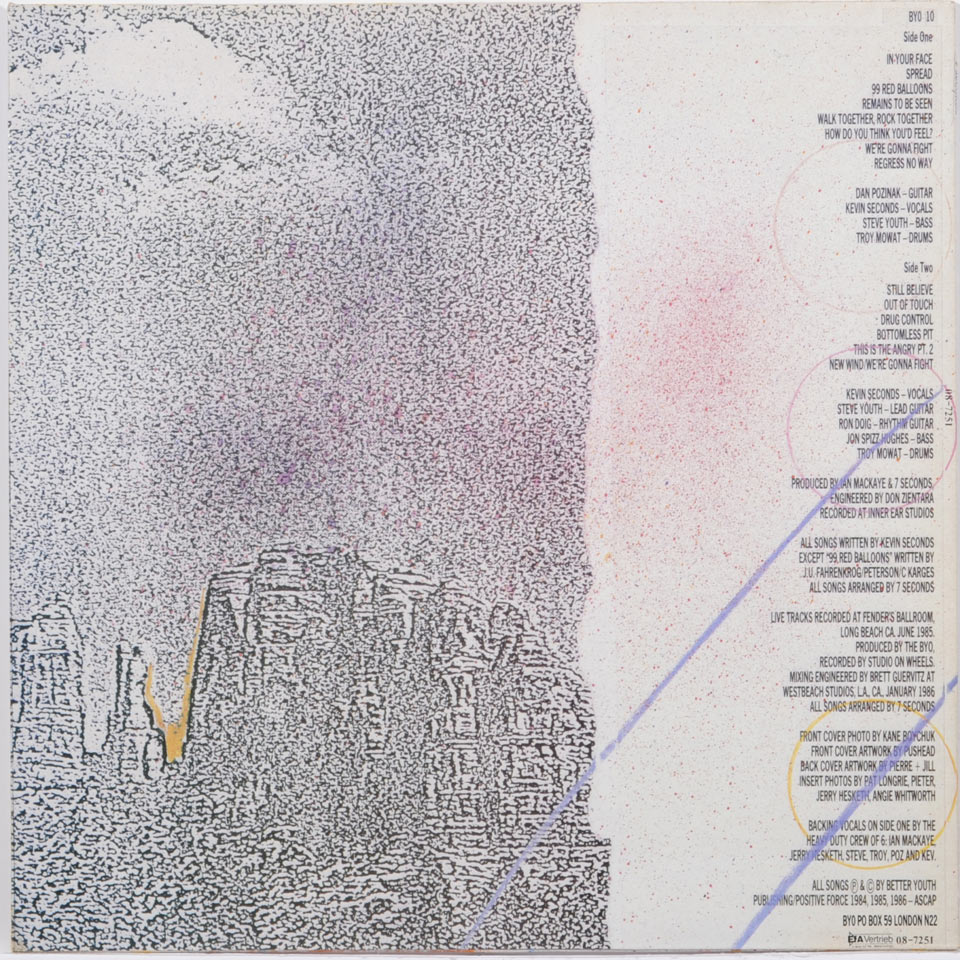 BYO 10
Side One
IN YOUR FACE
SPREAD
99 RED BALLOONS
REMAINS TO BE SEEN
WALK TOGETHER, ROCK TOGETHER
HOW DO YOU THINK YOU'D FEEL?
WE'RE GONNA FIGHT
REGRESS NO WAY
DAN POZINAK – GUITAR
KEVIN SECONDS – VOCALS
STEVE YOUTH – BASS
TROY MOWAT – DRUMS
Side Two
STILL BELIEVE
OUT OF TOUCH
DRUG CONTROL
BOTTOMLESS PIT
THIS IS THE ANGRY PT. 2
NEW WIND/WE'RE GONNA FIGHT
KEVIN SECONDS – VOCALS
STEVE YOUTH – LEAD GUITAR
RON DOIG – RHYTHM GUITAR
JON SPIZZ HUGHES – BASS
TROY MOWAT – DRUMS
08-7251
PRODUCED BY IAN MACKAYE & 7 SECONDS
ENGINEERED BY DON ZIENTARA
RECORDED AT INNER EAR STUDIOS
ALL SONGS WRITTEN BY KEVIN SECONDS
EXCEPT "99 RED BALLOONS" WRITTEN BY
J.U. FAHRENKROG/PETERSON/C KARGES
ALL SONGS ARRANGED BY 7 SECONDS
LIVE TRACKS RECORDED AT FENDER'S BALLROOM,
LONG BEACH CA. JUNE 1985.
PRODUCED BY THE BYO,
RECORDED BY STUDIO ON WHEELS.
MIXING ENGINEERED BY BRETT GUERVITZ AT
WESTBEACH STUDIOS, L.A., CA. JANUARY 1986
ALL SONGS ARRANGED BY 7 SECONDS
FRONT COVER PHOTO BY KANE BOYCHUK
FRONT COVER ARTWORK BY PUSHEAD
BACK COVER ARTWORK BY PIERRE + JILL
INSERT PHOTOS BY PAT LONGRIE, PIETER,
JERRY HESKETH, ANGIE WHITWORTH
BACKING VOCALS ON SIDE ONE BY THE
HEAVY DUTY CREW OF 6: IAN MACKAYE,
JERRY HESKETH, STEVE, TROY, POZ AND KEV.
ALL SONGS Ⓟ & Ⓒ BY BETTER YOUTH
PUBLISHING/POSITIVE FORCE 1984, 1985, 1986 – ASCAP
BYO PO BOX 59 LONDON N22
EFA Vertrieb 08-7251